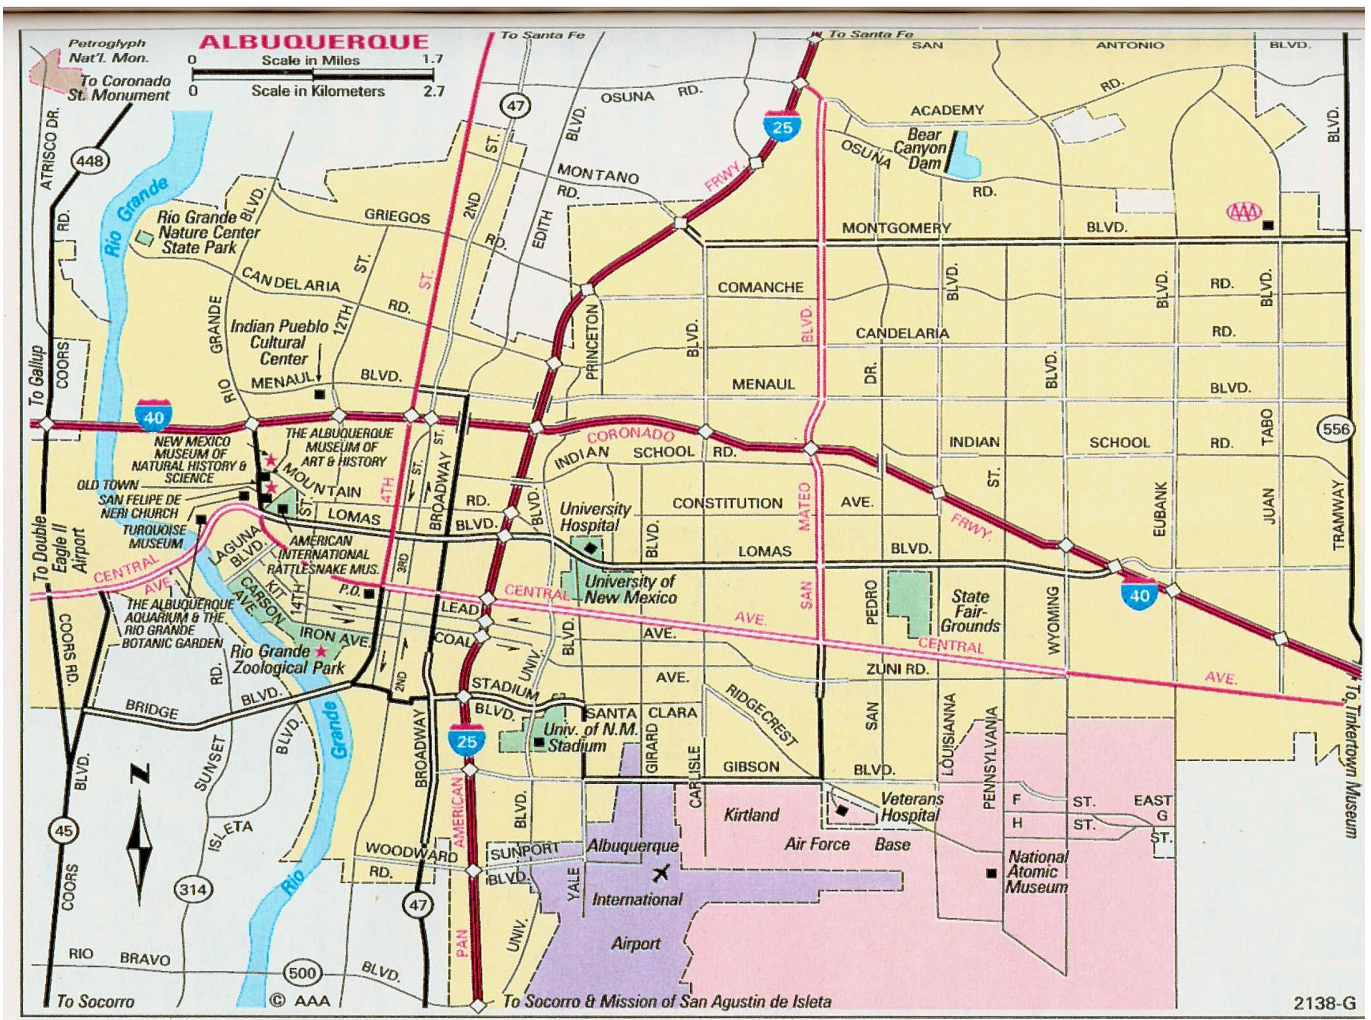 ALBUQUERQUE
0 Scale in Miles 1.7
0 Scale in Kilometers 2.7
Petroglyph
Nat'l. Mon.
To Coronado
St. Monument
To Santa Fe
To Santa Fe
SAN ANTONIO BLVD.
ATRISCO DR.
448
47
OSUNA RD.
BLVD.
25
ACADEMY
RD.
BLVD.
Bear
Canyon
Dam
OSUNA
RD.
ST.
MONTANO
RD.
FRWY.
Rio Grande
RD.
Rio Grande
Nature Center
State Park
BLVD.
GRIEGOS
RD.
2ND
EDITH
AAA
MONTGOMERY BLVD.
CANDELARIA
RD.
ST.
12TH
ST.
COMANCHE
RD.
BLVD.
BLVD.
BLVD.
BLVD.
PRINCETON
BLVD.
CANDELARIA
RD.
Indian Pueblo
Cultural
Center
RIO GRANDE
MENAUL BLVD.
MENAUL
BLVD.
DR.
BLVD.
To Gallup
COORS
40
NEW MEXICO
MUSEUM OF
NATURAL HISTORY &
SCIENCE
THE ALBUQUERQUE
MUSEUM OF
ART & HISTORY
CORONADO
INDIAN SCHOOL RD.
INDIAN SCHOOL RD.
TABO
556
OLD TOWN
SAN FELIPE DE
NERI CHURCH
TURQUOISE
MUSEUM
MOUNTAIN
RD.
ST.
LOMAS
BLVD.
4TH
ST.
BROADWAY
ST.
BLVD.
University
Hospital
CONSTITUTION
AVE.
BLVD.
MATEO
ST.
FRWY.
EUBANK
JUAN
TRAMWAY
To Double
Eagle II
Airport
CENTRAL
AVE.
LAGUNA
BLVD.
AMERICAN
INTERNATIONAL
RATTLESNAKE MUS.
3RD
P.O.
LOMAS
BLVD.
University of
New Mexico
CENTRAL
AVE.
SAN
PEDRO
State
Fair-
Grounds
WYOMING
40
KIT
CARSON
AVE.
14TH
LEAD
AVE.
COAL
IRON AVE.
THE ALBUQUERQUE
AQUARIUM & THE
RIO GRANDE
BOTANIC GARDEN
Rio Grande
Zoological Park
COORS RD.
RD.
2ND
BLVD.
UNIV.
CENTRAL
AVE.
ZUNI RD.
BRIDGE
BLVD.
STADIUM
BLVD.
AVE.
SANTA CLARA
RIDGECREST
Univ. of N.M.
Stadium
SAN
LOUISIANNA
PENNSYLVANIA
To Tinkertown Museum
Rio Grande
SUNSET
BLVD.
BROADWAY
25
GIRARD
CARLISLE
GIBSON
BLVD.
N
BLVD.
45
ISLETA
AMERICAN
BLVD.
Kirtland
Air Force Base
Veterans
Hospital
F ST. EAST
G
H ST. ST.
WOODWARD
RD.
SUNPORT
BLVD.
Albuquerque
International
Airport
National
Atomic
Museum
COORS
314
47
YALE
PAN
UNIV.
RIO BRAVO
500
BLVD.
To Socorro
© AAA
To Socorro & Mission of San Agustin de Isleta
2138-G